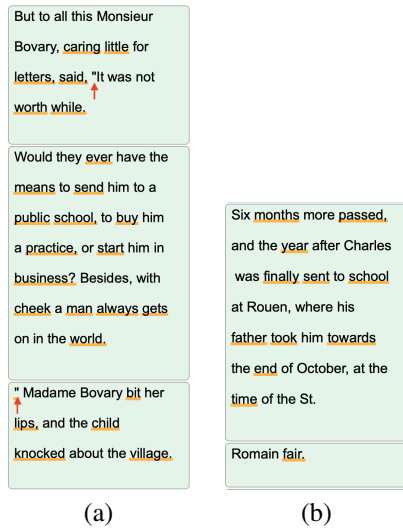 But to all this Monsieur
Bovary, caring little for
letters, said, "It was not
worth while.
Would they ever have the
means to send him to a
public school, to buy him
a practice, or start him in
business? Besides, with
cheek a man always gets
on in the world.
" Madame Bovary bit her
lips, and the child
knocked about the village.
(a)
Six months more passed,
and the year after Charles
was finally sent to school
at Rouen, where his
father took him towards
the end of October, at the
time of the St.
Romain fair.
(b)